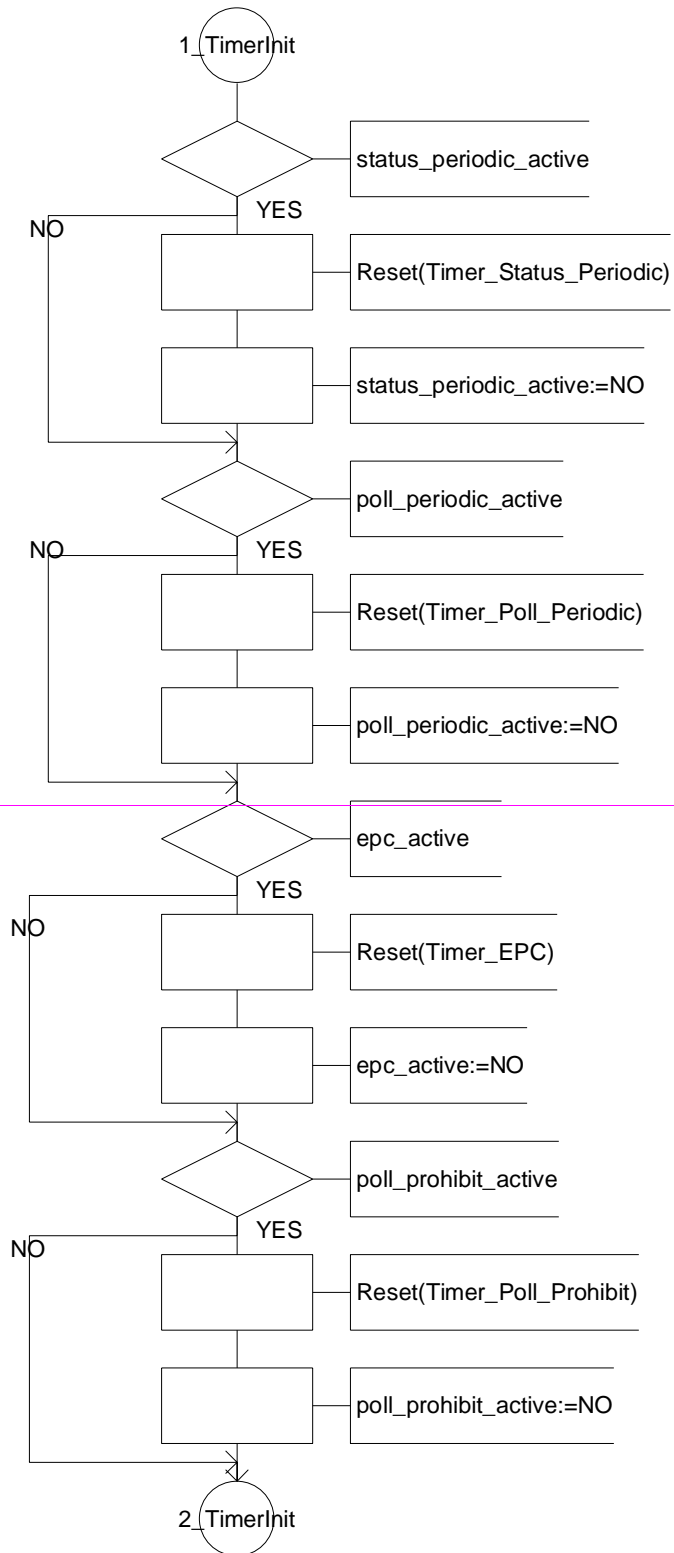 1_TimerInit
status_periodic_active
YES
NO
Reset(Timer_Status_Periodic)
status_periodic_active:=NO
poll_periodic_active
NO
YES
Reset(Timer_Poll_Periodic)
poll_periodic_active:=NO
epc_active
YES
NO
Reset(Timer_EPC)
epc_active:=NO
poll_prohibit_active
YES
NO
Reset(Timer_Poll_Prohibit)
poll_prohibit_active:=NO
2_TimerInit